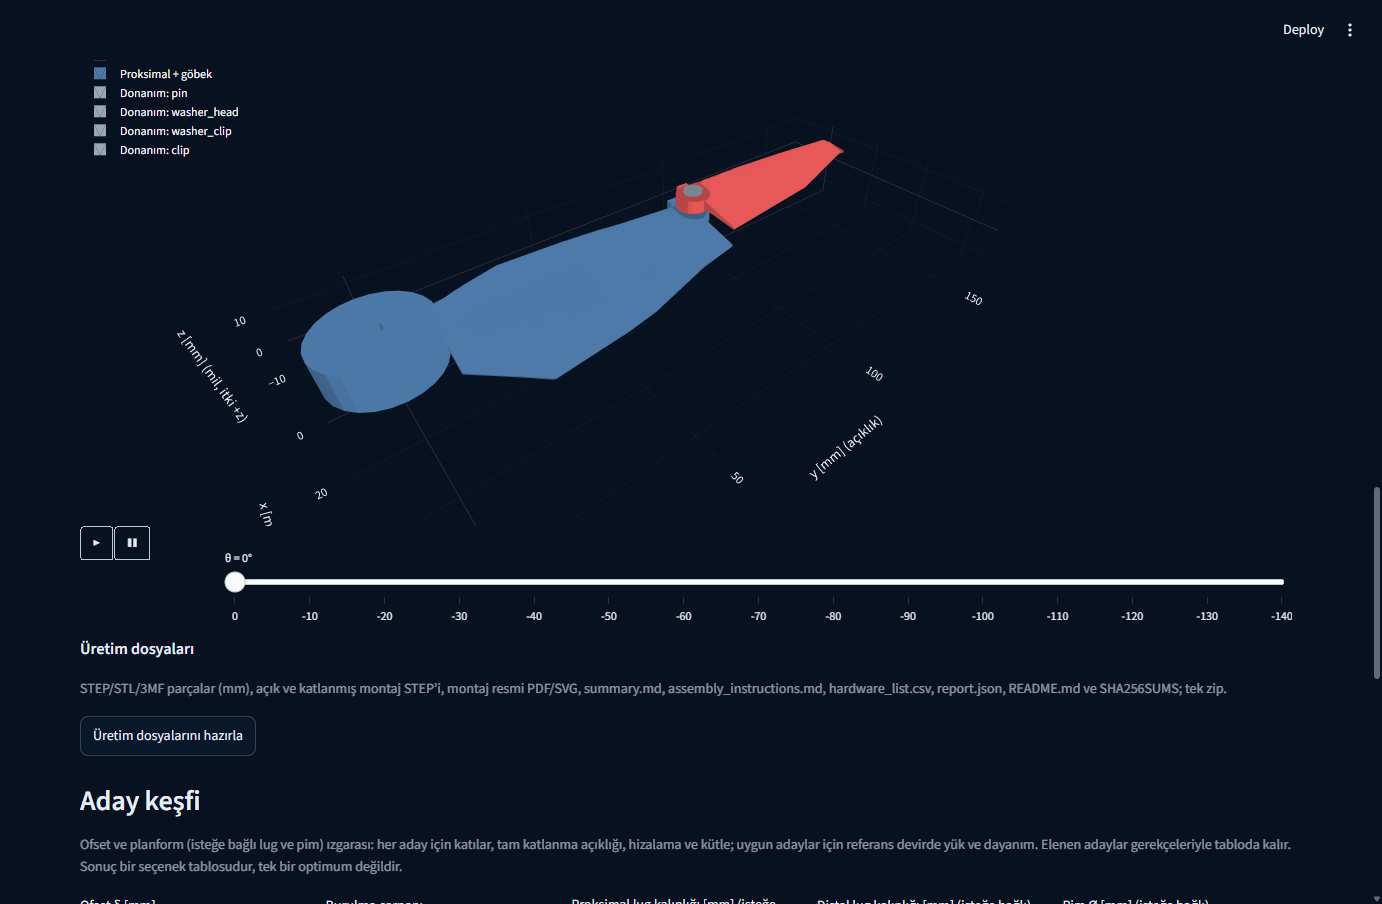 Deploy
Proksimal + göbek
Donanım: pin
Donanım: washer_head
Donanım: washer_clip
Donanım: clip
z [mm] (mil, itki +z)
10
0
−10
0
20
x [m
50
100
150
y [mm] (açıklık)
θ = 0°
0 -10 -20 -30 -40 -50 -60 -70 -80 -90 -100 -110 -120 -130 -140
Üretim dosyaları
STEP/STL/3MF parçalar (mm), açık ve katlanmış montaj STEP'i, montaj resmi PDF/SVG, summary.md, assembly_instructions.md, hardware_list.csv, report.json, README.md ve SHA256SUMS; tek zip.
Üretim dosyalarını hazırla
Aday keşfi
Ofset ve planform (isteğe bağlı lug ve pim) ızgarası: her aday için katılar, tam katlanma açıklığı, hizalama ve kütle; uygun adaylar için referans devirde yük ve dayanım. Elenen adaylar gerekçeleriyle tabloda kalır.
Sonuç bir seçenek tablosudur, tek bir optimum değildir.